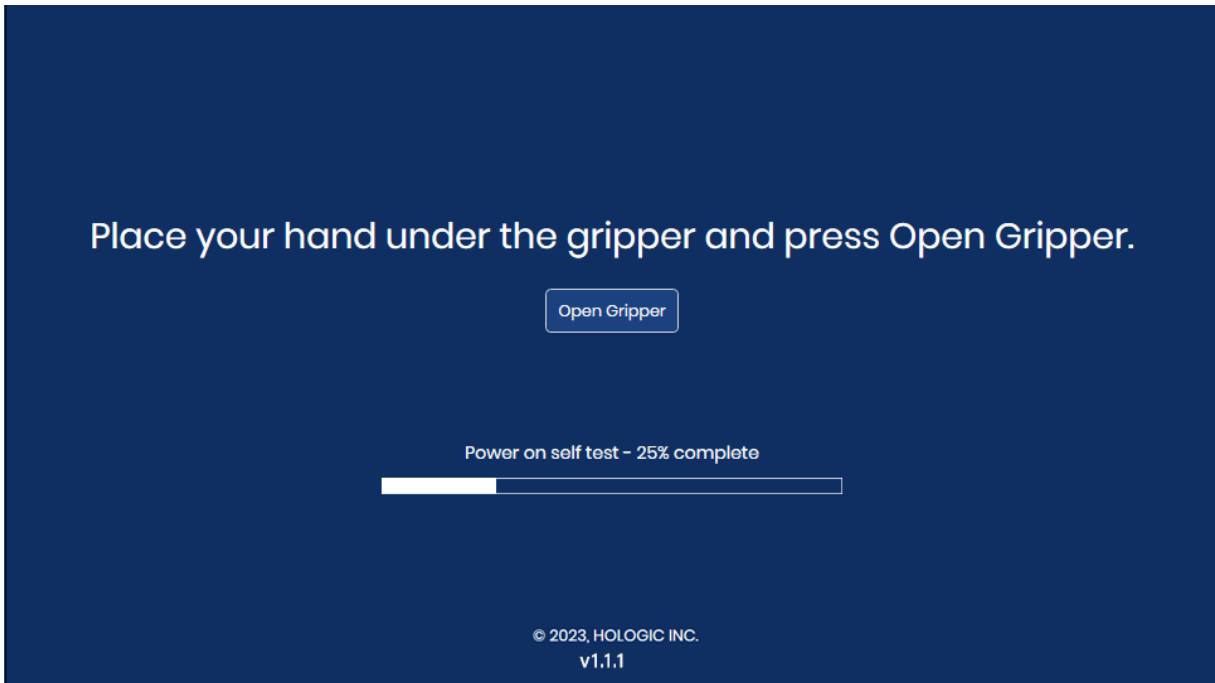 Place your hand under the gripper and press Open Gripper.
Open Gripper
Power on self test - 25% complete
© 2023, HOLOGIC INC.
v1.1.1